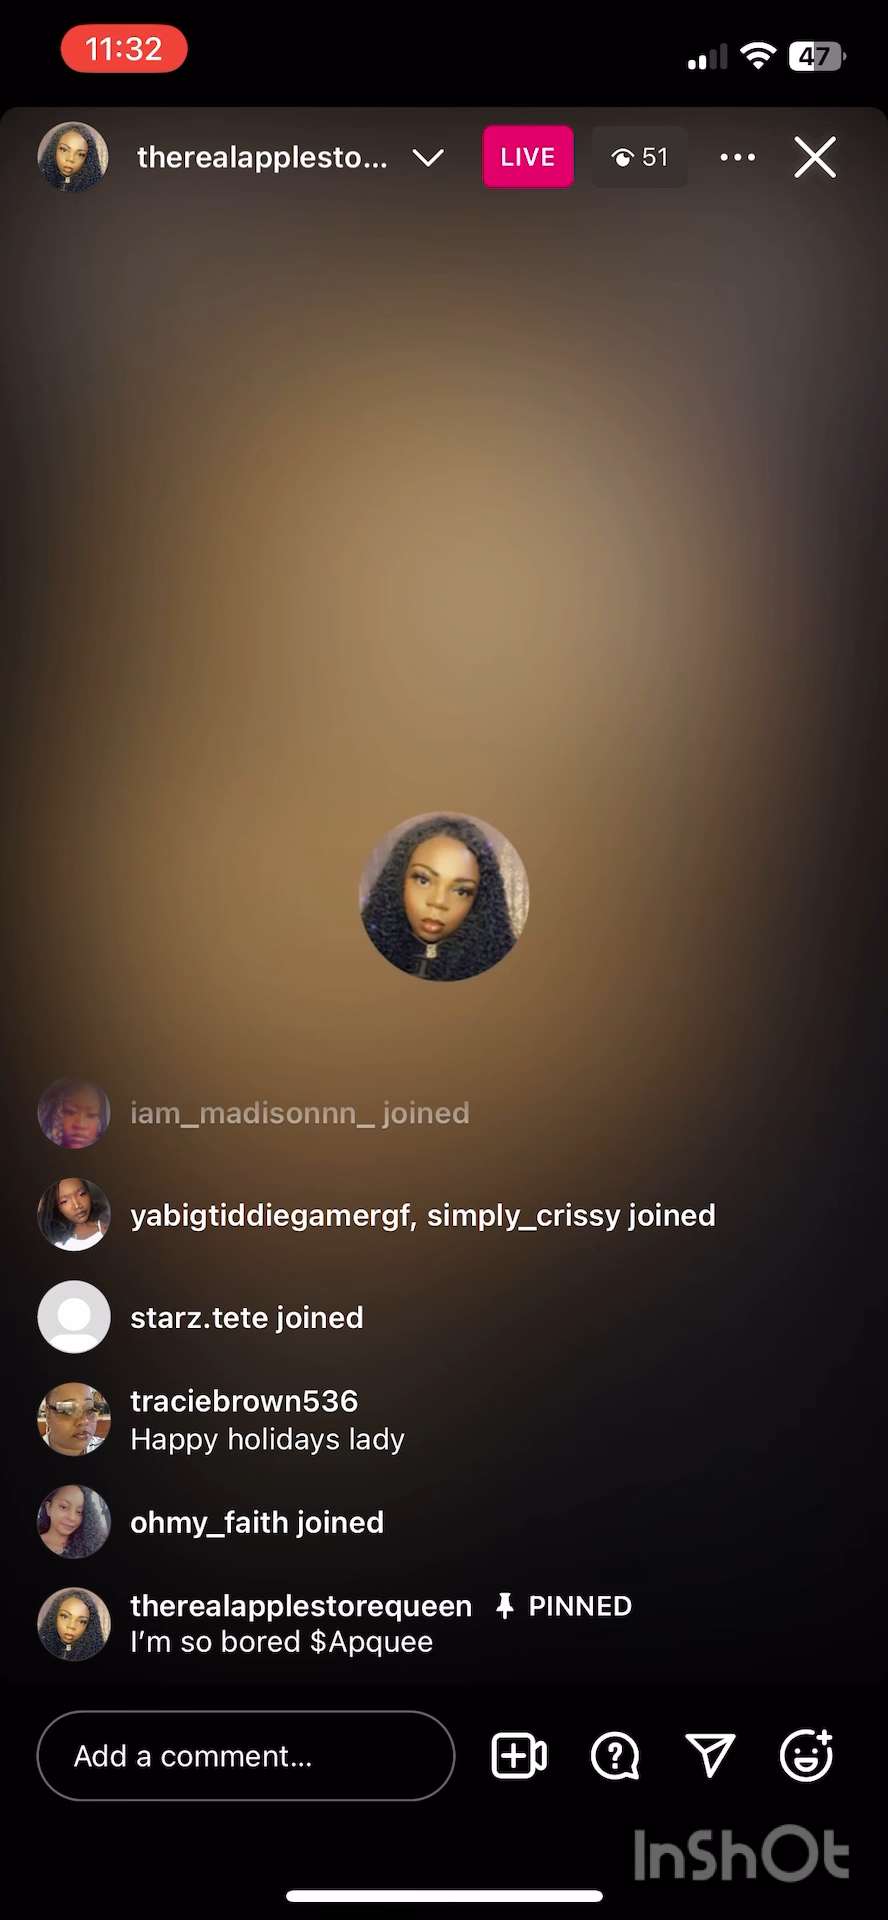 11:32
47
therealapplesto...
LIVE
51
iam_madisonnn_ joined
yabigtiddiegamergf, simply_crissy joined
starz.tete joined
traciebrown536
Happy holidays lady
ohmy_faith joined
therealapplestorequeen PINNED
I’m so bored $Apquee
Add a comment...
InShOt